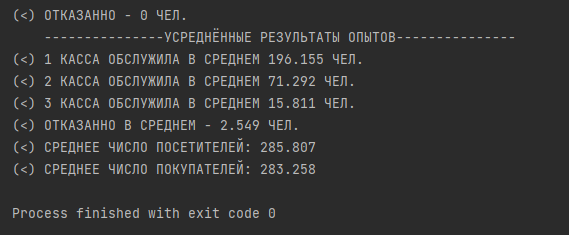 (<) ОТКАЗАННО - 0 ЧЕЛ.
---------------УСРЕДНЁННЫЕ РЕЗУЛЬТАТЫ ОПЫТОВ---------------
(<) 1 КАССА ОБСЛУЖИЛА В СРЕДНЕМ 196.155 ЧЕЛ.
(<) 2 КАССА ОБСЛУЖИЛА В СРЕДНЕМ 71.292 ЧЕЛ.
(<) 3 КАССА ОБСЛУЖИЛА В СРЕДНЕМ 15.811 ЧЕЛ.
(<) ОТКАЗАННО В СРЕДНЕМ - 2.549 ЧЕЛ.
(<) СРЕДНЕЕ ЧИСЛО ПОСЕТИТЕЛЕЙ: 285.807
(<) СРЕДНЕЕ ЧИСЛО ПОКУПАТЕЛЕЙ: 283.258
Process finished with exit code 0